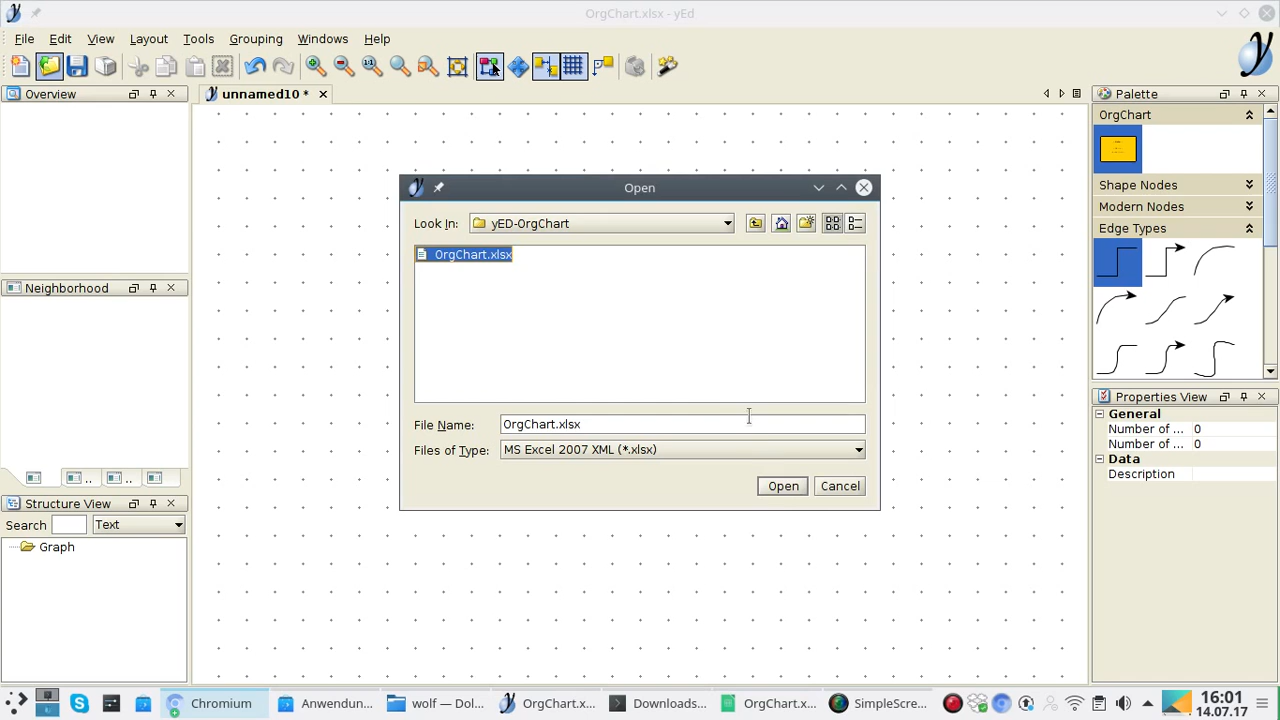 OrgChart.xlsx - yEd
File Edit View Layout Tools Grouping Windows Help
Overview
unnamed10 *
Palette
OrgChart
Shape Nodes
Modern Nodes
Edge Types
Open
Look In: yED-OrgChart
OrgChart.xlsx
File Name: OrgChart.xlsx
Files of Type: MS Excel 2007 XML (*.xlsx)
Open Cancel
Neighborhood
.. ..
Structure View
Search Text
Graph
Properties View
General
Number of ... 0
Number of ... 0
Data
Description
Chromium Anwendun... wolf — Dol... OrgChart.x... Downloads... OrgChart.x... SimpleScre... 16:01
14.07.17